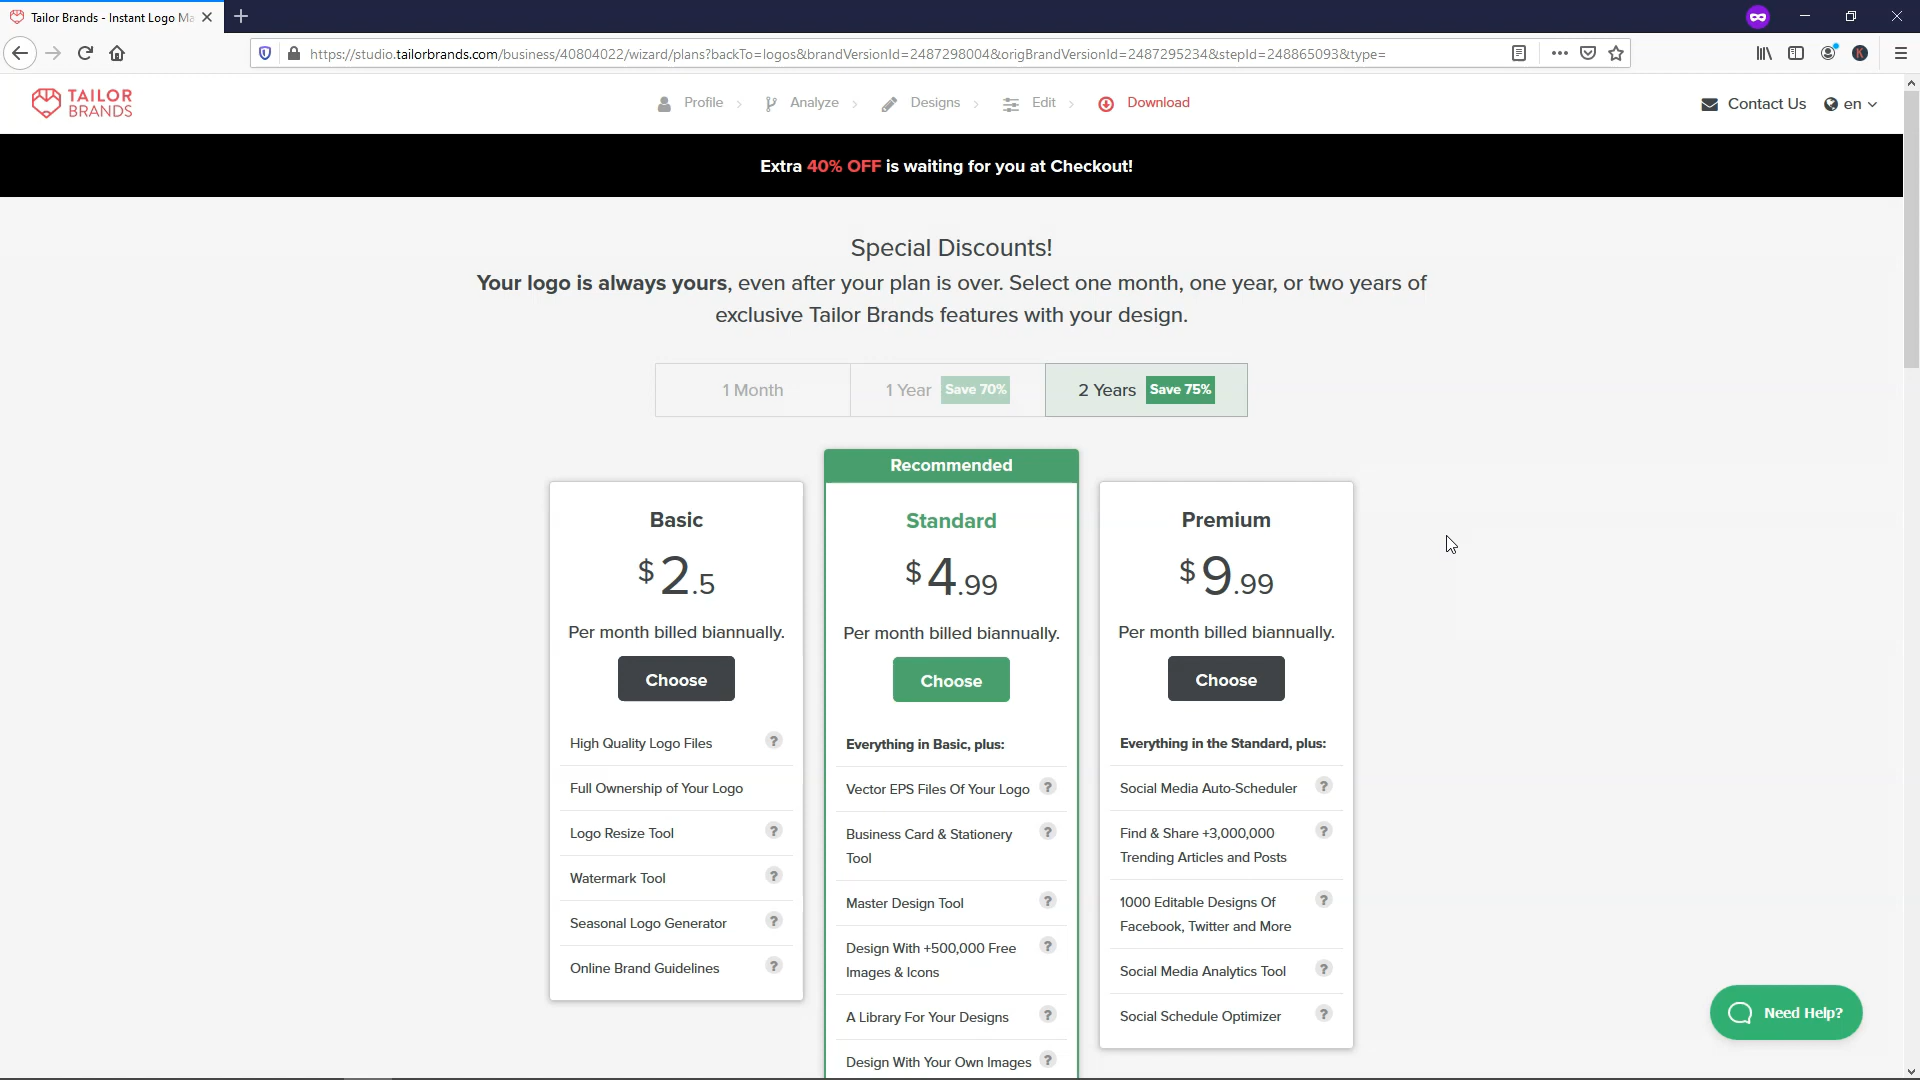 Tailor Brands - Instant Logo Ma
https://studio.tailorbrands.com/business/40804022/wizard/plans?backTo=logos&brandVersionId=2487298004&origBrandVersionId=2487295234&stepId=248865093&type=
K
TAILOR
BRANDS
Profile
Analyze
Designs
Edit
Download
Contact Us
en
Extra 40% OFF is waiting for you at Checkout!
Special Discounts!
Your logo is always yours, even after your plan is over. Select one month, one year, or two years of
exclusive Tailor Brands features with your design.
1 Month
1 Year Save 70%
2 Years Save 75%
Basic
$2.5
Per month billed biannually.
Choose
High Quality Logo Files ?
Full Ownership of Your Logo
Logo Resize Tool ?
Watermark Tool ?
Seasonal Logo Generator ?
Online Brand Guidelines ?
Recommended
Standard
$4.99
Per month billed biannually.
Choose
Everything in Basic, plus:
Vector EPS Files Of Your Logo ?
Business Card & Stationery ?
Tool
Master Design Tool ?
Design With +500,000 Free ?
Images & Icons
A Library For Your Designs ?
Design With Your Own Images ?
Premium
$9.99
Per month billed biannually.
Choose
Everything in the Standard, plus:
Social Media Auto-Scheduler ?
Find & Share +3,000,000 ?
Trending Articles and Posts
1000 Editable Designs Of ?
Facebook, Twitter and More
Social Media Analytics Tool ?
Social Schedule Optimizer ?
Need Help?